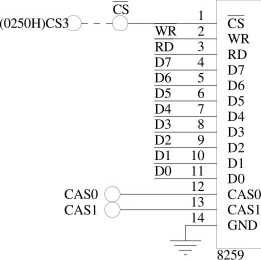 CS
(0250H)CS3
1 CS
WR 2 WR
RD 3 RD
D7 4 D7
D6 5 D6
D5 6 D5
D4 7 D4
D3 8 D3
D2 9 D2
D1 10 D1
D0 11 D0
CAS0 12 CAS0
CAS1 13 CAS1
14 GND
8259